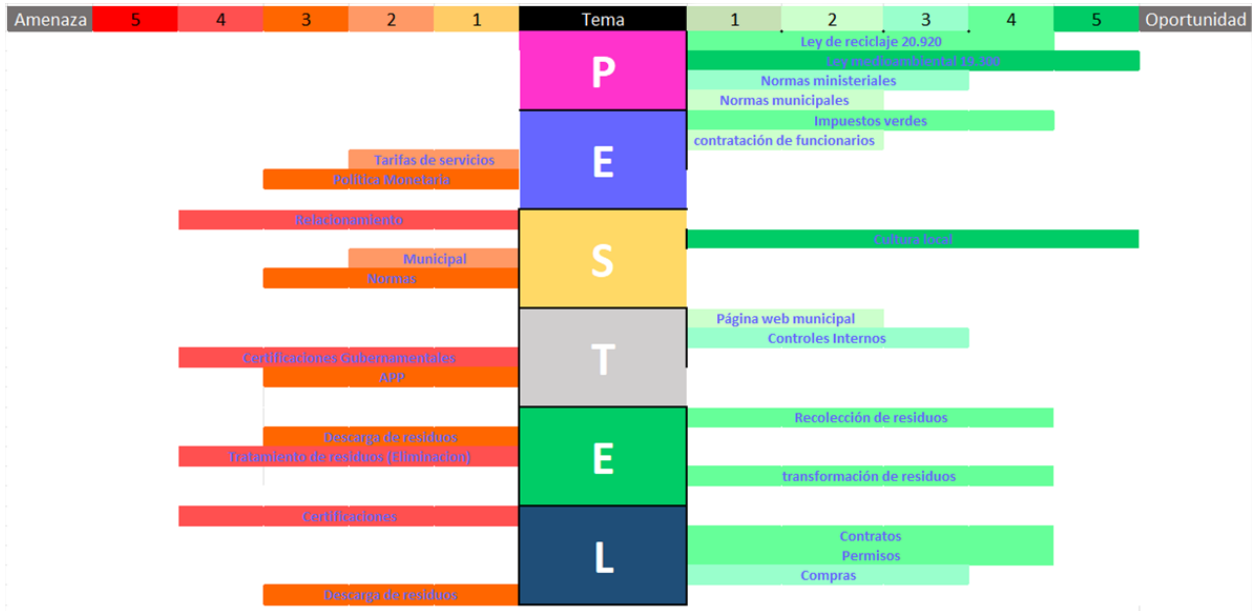 Amenaza 5 4 3 2 1 Tema 1 2 3 4 5 Oportunidad
P
Ley de reciclaje 20.920
Ley medioambiental 19.300
Normas ministeriales
Normas municipales
E
Impuestos verdes
contratación de funcionarios
Tarifas de servicios
Política Monetaria
S
Relacionamiento
Cultura local
Municipal
Normas
T
Página web municipal
Controles Internos
Certificaciones Gubernamentales
APP
E
Recolección de residuos
Descarga de residuos
Tratamiento de residuos (Eliminacion)
transformación de residuos
L
Certificaciones
Contratos
Permisos
Compras
Descarga de residuos